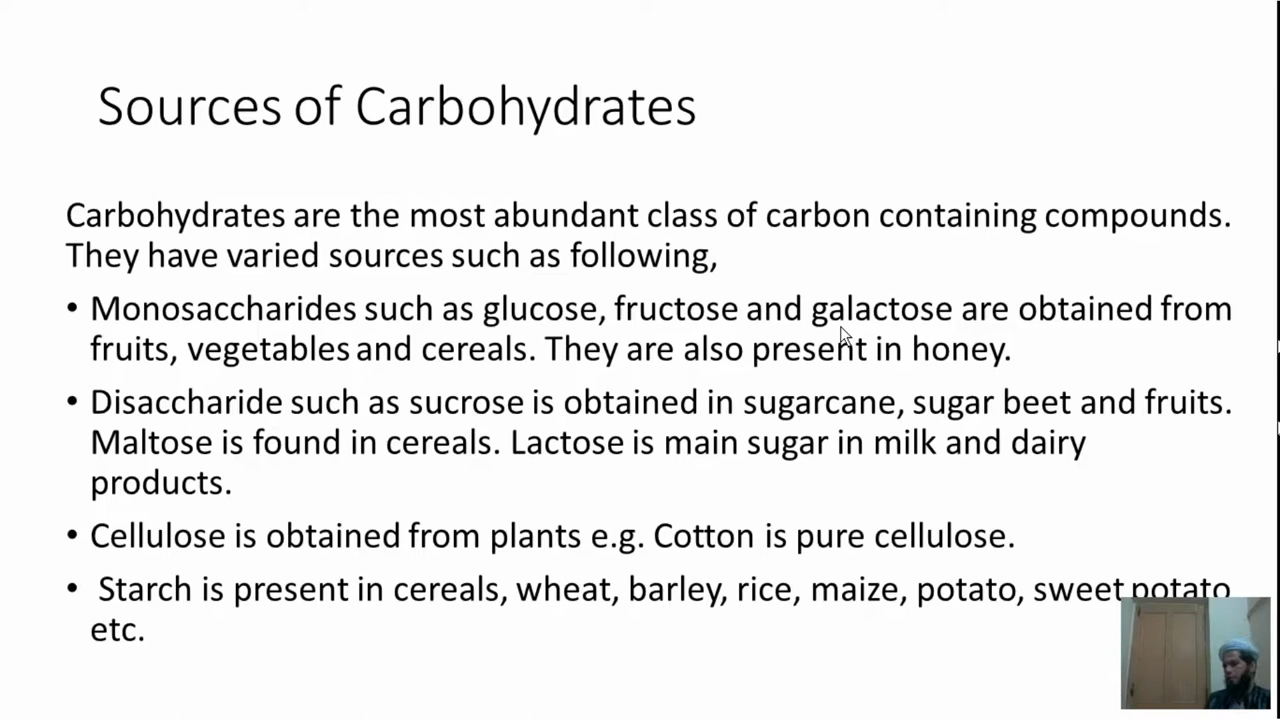 Sources of Carbohydrates
Carbohydrates are the most abundant class of carbon containing compounds.
They have varied sources such as following,
• Monosaccharides such as glucose, fructose and galactose are obtained from
fruits, vegetables and cereals. They are also present in honey.
• Disaccharide such as sucrose is obtained in sugarcane, sugar beet and fruits.
Maltose is found in cereals. Lactose is main sugar in milk and dairy
products.
• Cellulose is obtained from plants e.g. Cotton is pure cellulose.
• Starch is present in cereals, wheat, barley, rice, maize, potato, sweet potato
etc.